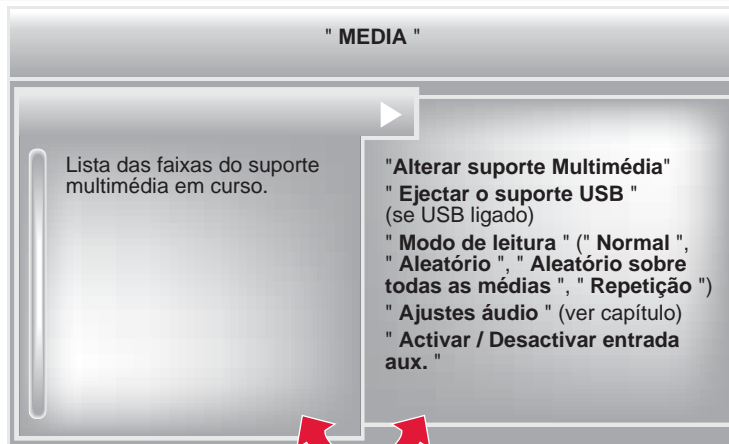 " MEDIA "
Lista das faixas do suporte
multimédia em curso.
"Alterar suporte Multimédia"
" Ejectar o suporte USB "
(se USB ligado)
" Modo de leitura " (" Normal ",
" Aleatório ", " Aleatório sobre
todas as médias ", " Repetição ")
" Ajustes áudio " (ver capítulo)
" Activar / Desactivar entrada
aux. "